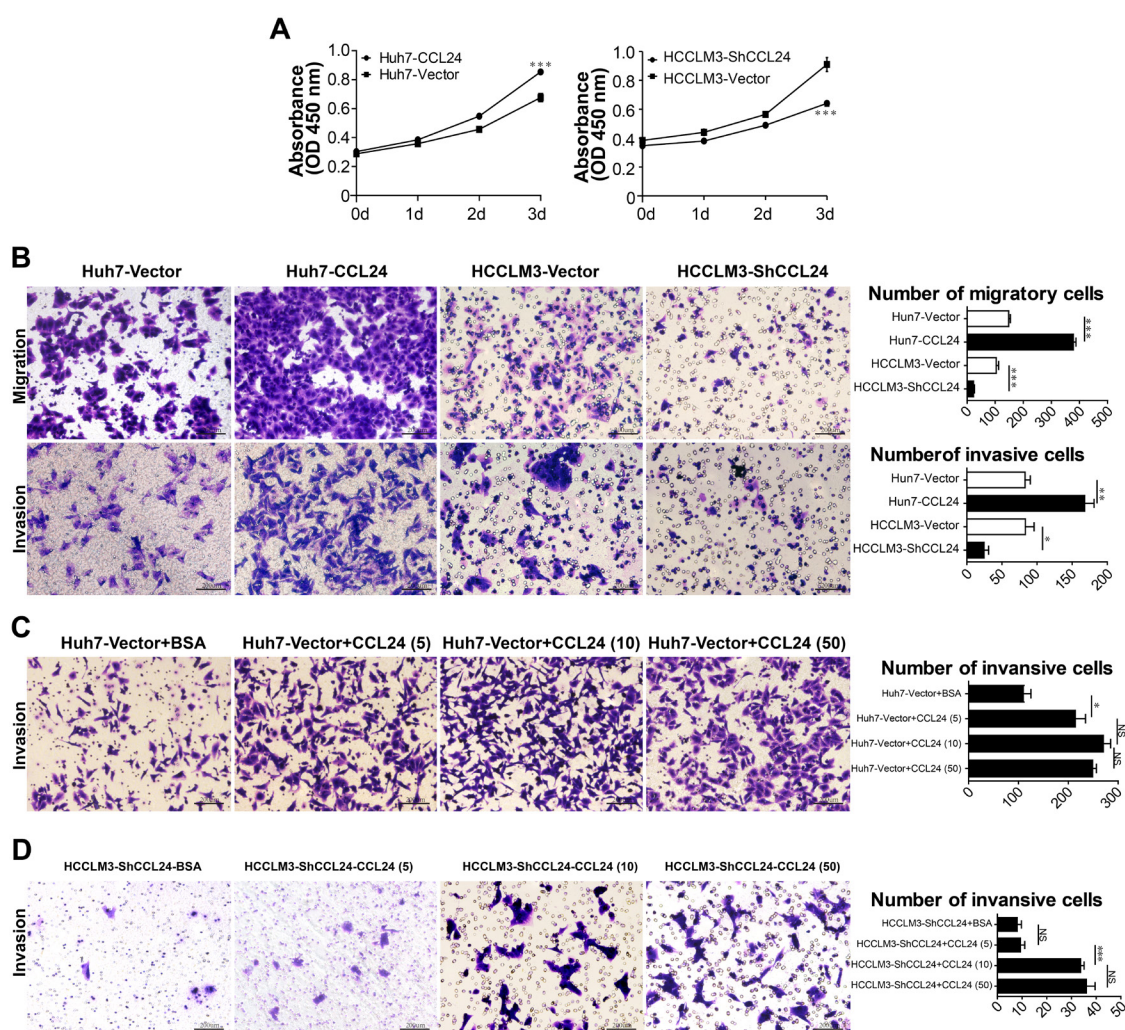 A
Huh7-CCL24
Huh7-Vector
***
Absorbance
(OD 450 nm)
1.0
0.8
0.6
0.4
0.2
0
0d 1d 2d 3d
HCCLM3-ShCCL24
HCCLM3-Vector
***
Absorbance
(OD 450 nm)
1.0
0.8
0.6
0.4
0.2
0
0d 1d 2d 3d
B
Huh7-Vector Huh7-CCL24 HCCLM3-Vector HCCLM3-ShCCL24
Migration
Invasion
Number of migratory cells
Hun7-Vector
Hun7-CCL24
HCCLM3-Vector
HCCLM3-ShCCL24
***
***
0 100 200 300 400 500
Numberof invasive cells
Hun7-Vector
Hun7-CCL24
HCCLM3-Vector
HCCLM3-ShCCL24
**
*
0 50 100 150 200
C
Huh7-Vector+BSA Huh7-Vector+CCL24 (5) Huh7-Vector+CCL24 (10) Huh7-Vector+CCL24 (50)
Invasion
Number of invansive cells
Huh7-Vector+BSA
Huh7-Vector+CCL24 (5)
Huh7-Vector+CCL24 (10)
Huh7-Vector+CCL24 (50)
*
NS
NS
0 100 200 300
D
HCCLM3-ShCCL24-BSA HCCLM3-ShCCL24-CCL24 (5) HCCLM3-ShCCL24-CCL24 (10) HCCLM3-ShCCL24-CCL24 (50)
Invasion
200um
Number of invansive cells
HCCLM3-ShCCL24+BSA
HCCLM3-ShCCL24+CCL24 (5)
HCCLM3-ShCCL24+CCL24 (10)
HCCLM3-ShCCL24+CCL24 (50)
NS
***
NS
0 10 20 30 40 50